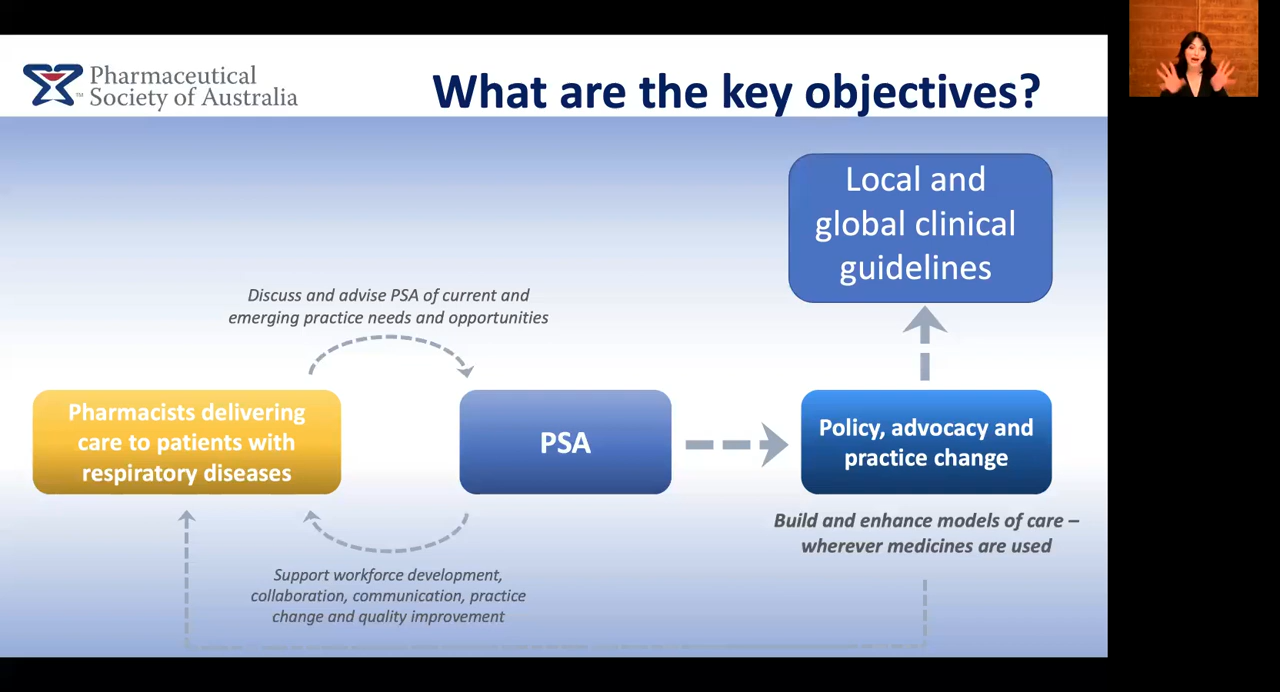 Pharmaceutical
Society of Australia
What are the key objectives?
Local and
global clinical
guidelines
Discuss and advise PSA of current and
emerging practice needs and opportunities
Pharmacists delivering
care to patients with
respiratory diseases
PSA
Policy, advocacy and
practice change
Build and enhance models of care –
wherever medicines are used
Support workforce development,
collaboration, communication, practice
change and quality improvement